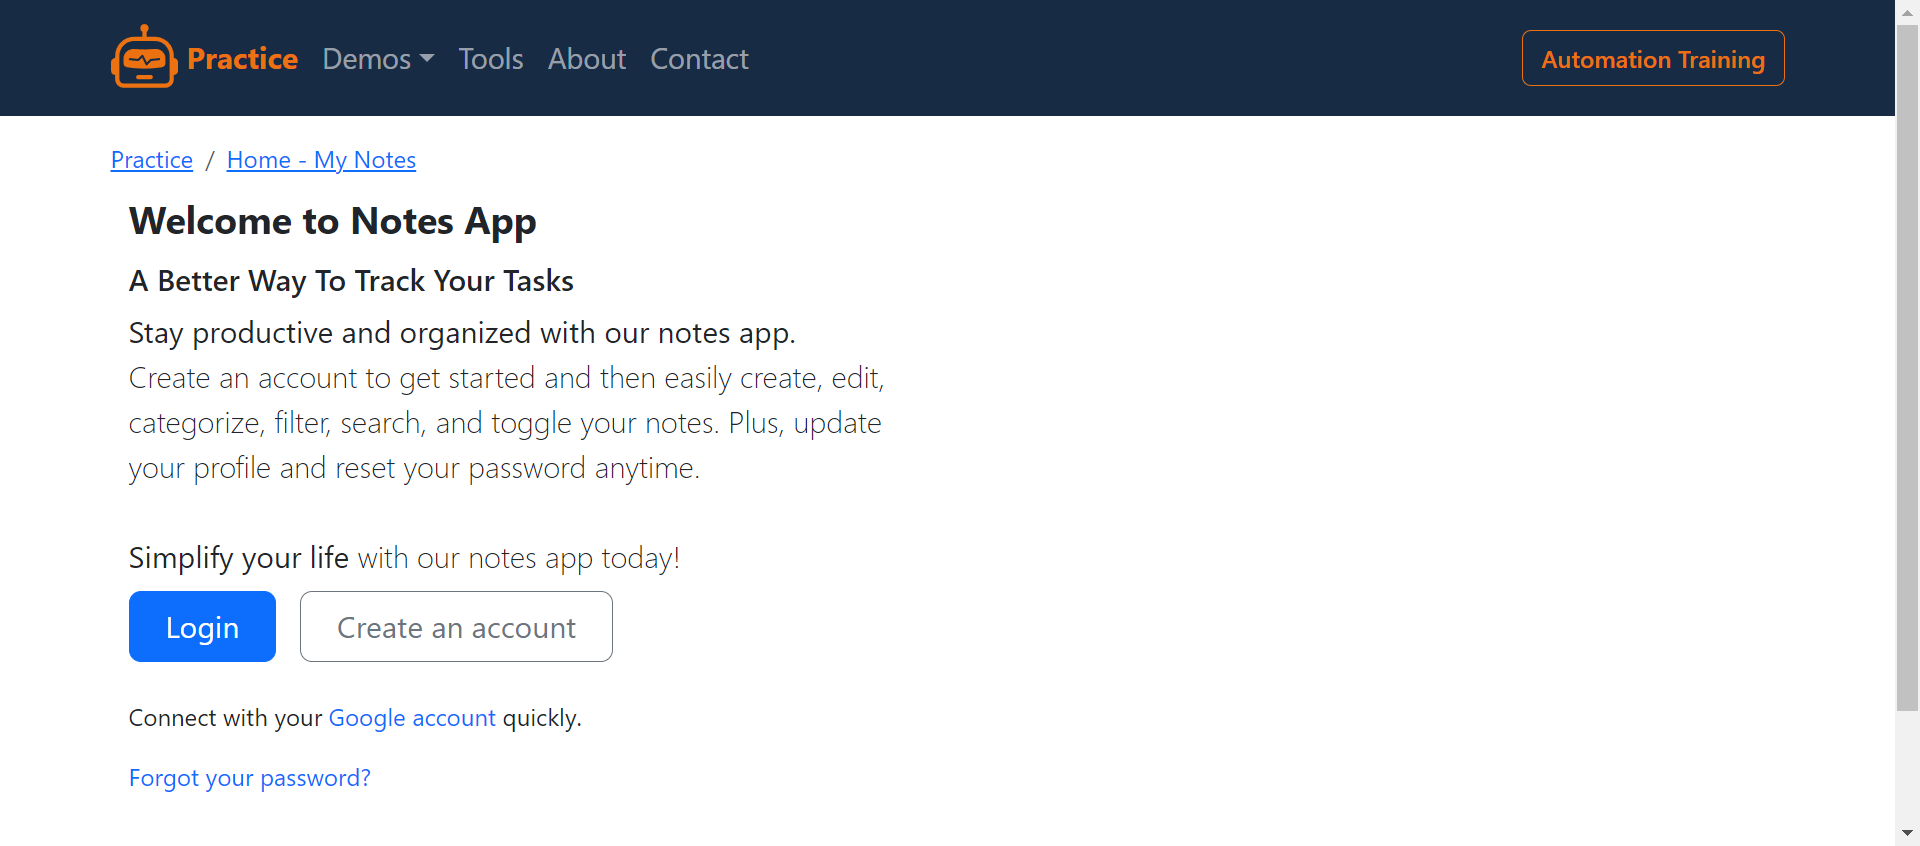 Practice Demos Tools About Contact Automation Training
Practice / Home - My Notes
Welcome to Notes App
A Better Way To Track Your Tasks
Stay productive and organized with our notes app.
Create an account to get started and then easily create, edit,
categorize, filter, search, and toggle your notes. Plus, update
your profile and reset your password anytime.
Simplify your life with our notes app today!
Login Create an account
Connect with your Google account quickly.
Forgot your password?